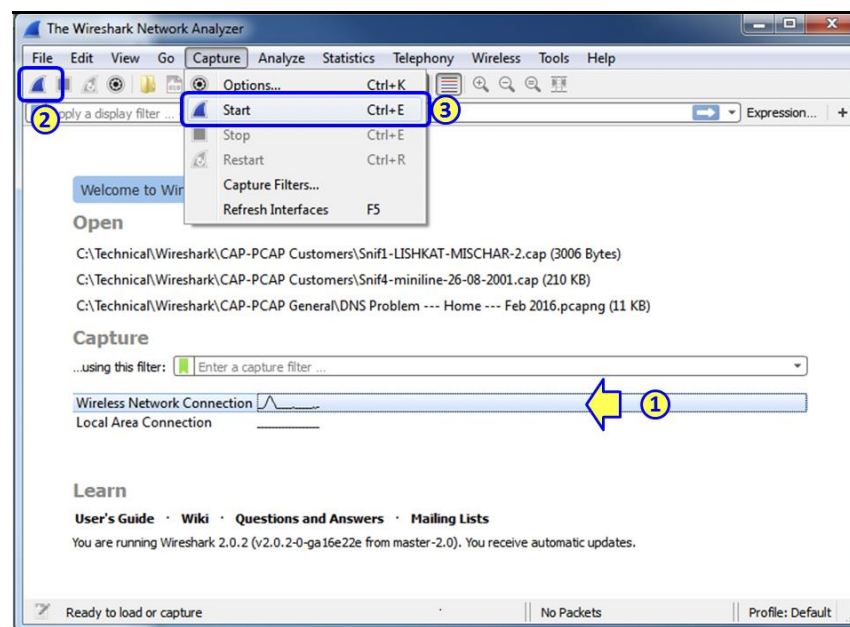 The Wireshark Network Analyzer
File Edit View Go Capture Analyze Statistics Telephony Wireless Tools Help
Options... Ctrl+K
2
pply a display filter ...
Start Ctrl+E
3
Expression... +
Stop Ctrl+E
Restart Ctrl+R
Capture Filters...
Refresh Interfaces F5
Welcome to Wir
Open
C:\Technical\Wireshark\CAP-PCAP Customers\Snif1-LISHKAT-MISCHAR-2.cap (3006 Bytes)
C:\Technical\Wireshark\CAP-PCAP Customers\Snif4-miniline-26-08-2001.cap (210 KB)
C:\Technical\Wireshark\CAP-PCAP General\DNS Problem --- Home --- Feb 2016.pcapng (11 KB)
Capture
...using this filter: Enter a capture filter ...
Wireless Network Connection
1
Local Area Connection
Learn
User's Guide · Wiki · Questions and Answers · Mailing Lists
You are running Wireshark 2.0.2 (v2.0.2-0-ga16e22e from master-2.0). You receive automatic updates.
Ready to load or capture No Packets Profile: Default